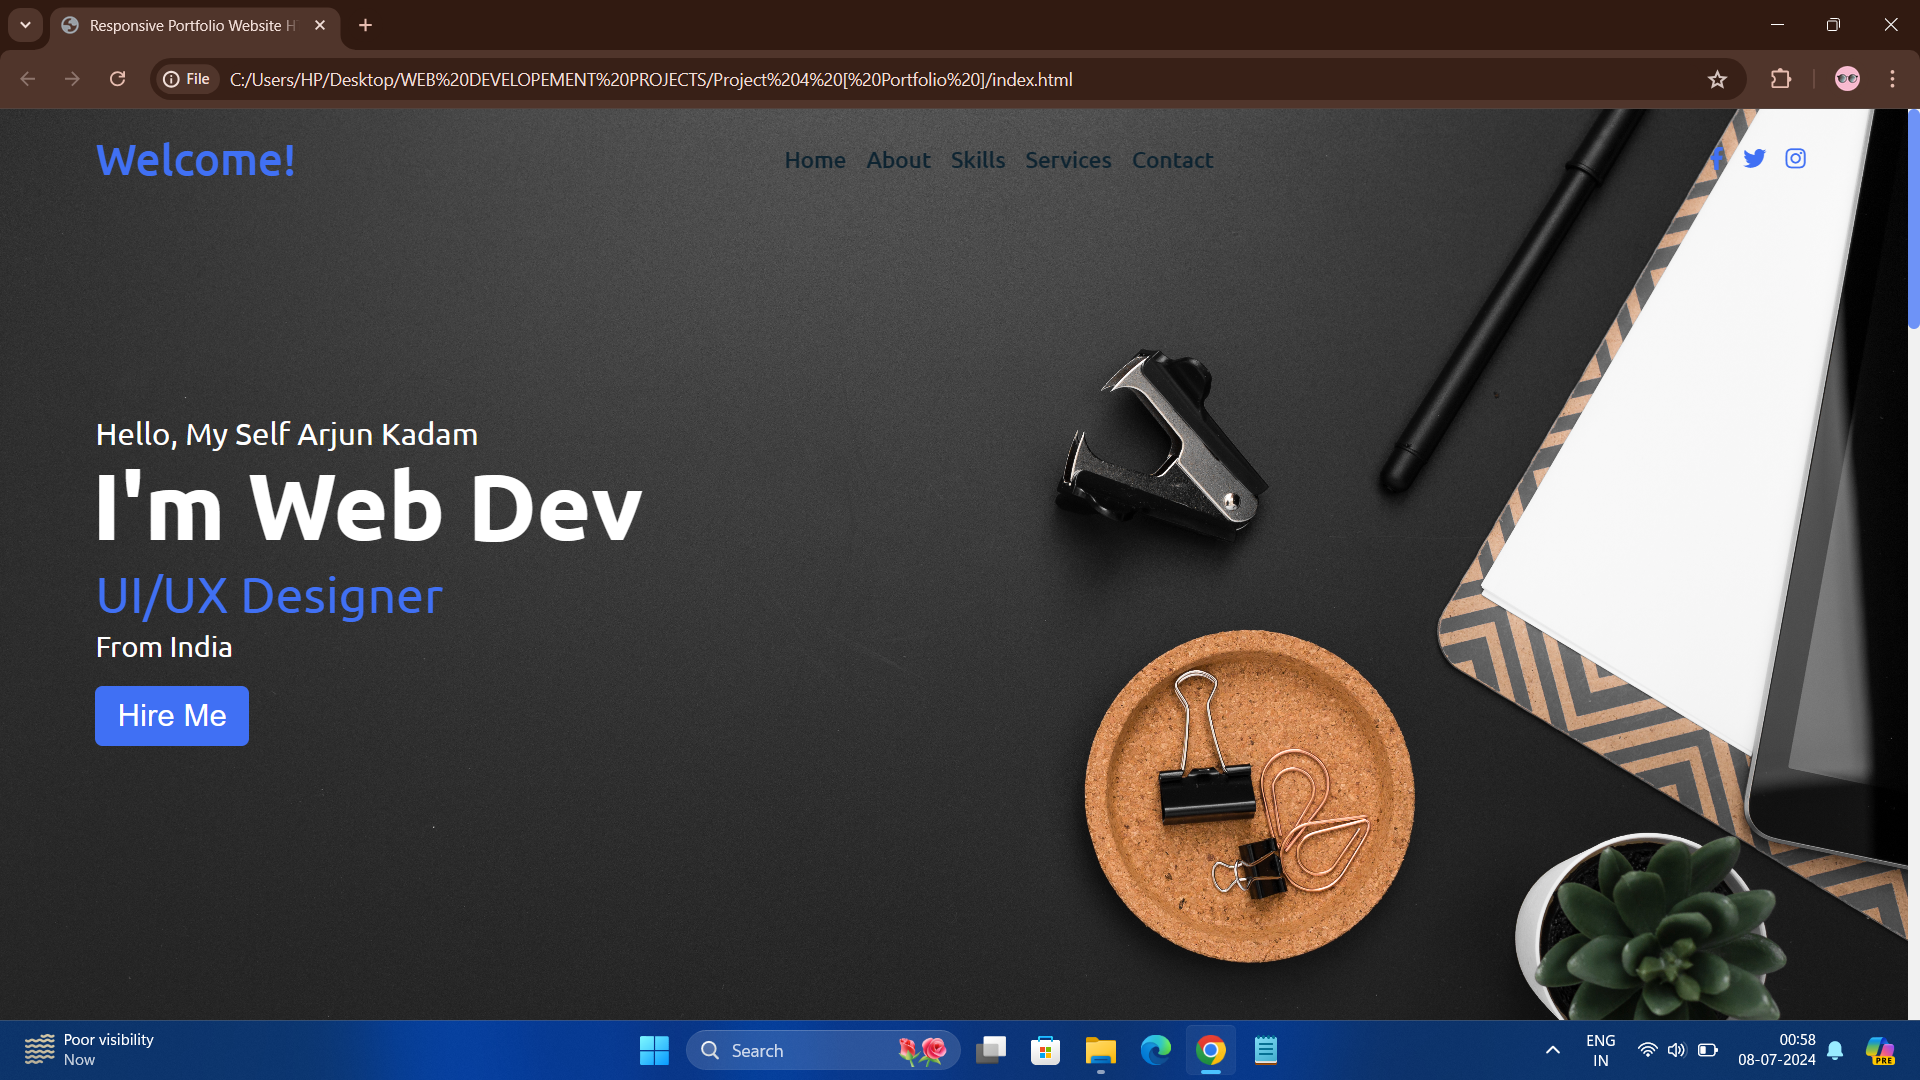 Responsive Portfolio Website H
File
C:/Users/HP/Desktop/WEB%20DEVELOPEMENT%20PROJECTS/Project%204%20[%20Portfolio%20]/index.html
Welcome!
Home About Skills Services Contact
Hello, My Self Arjun Kadam
I'm Web Dev
UI/UX Designer
From India
Hire Me
Poor visibility
Now
Search
ENG
IN
00:58
08-07-2024
PRE